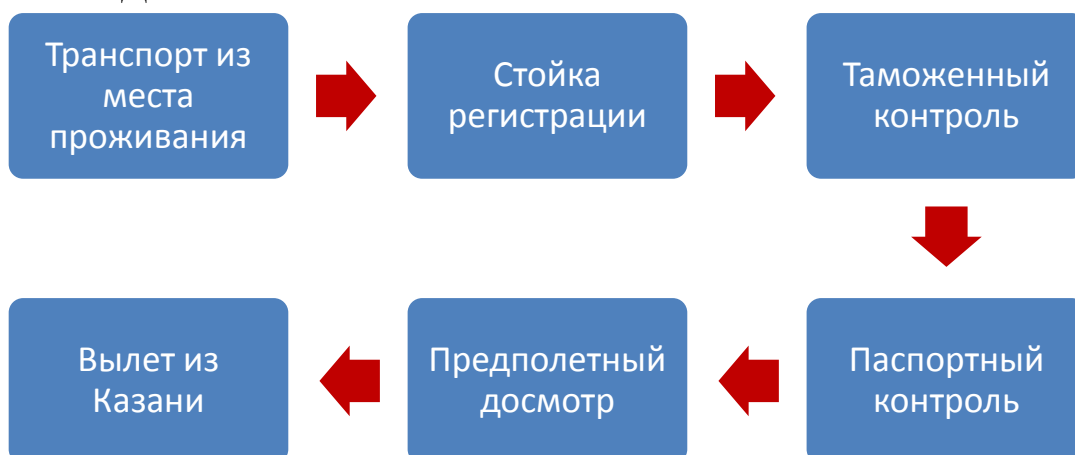 Транспорт из
места
проживания
Стойка
регистрации
Таможенный
контроль
Паспортный
контроль
Предполетный
досмотр
Вылет из
Казани